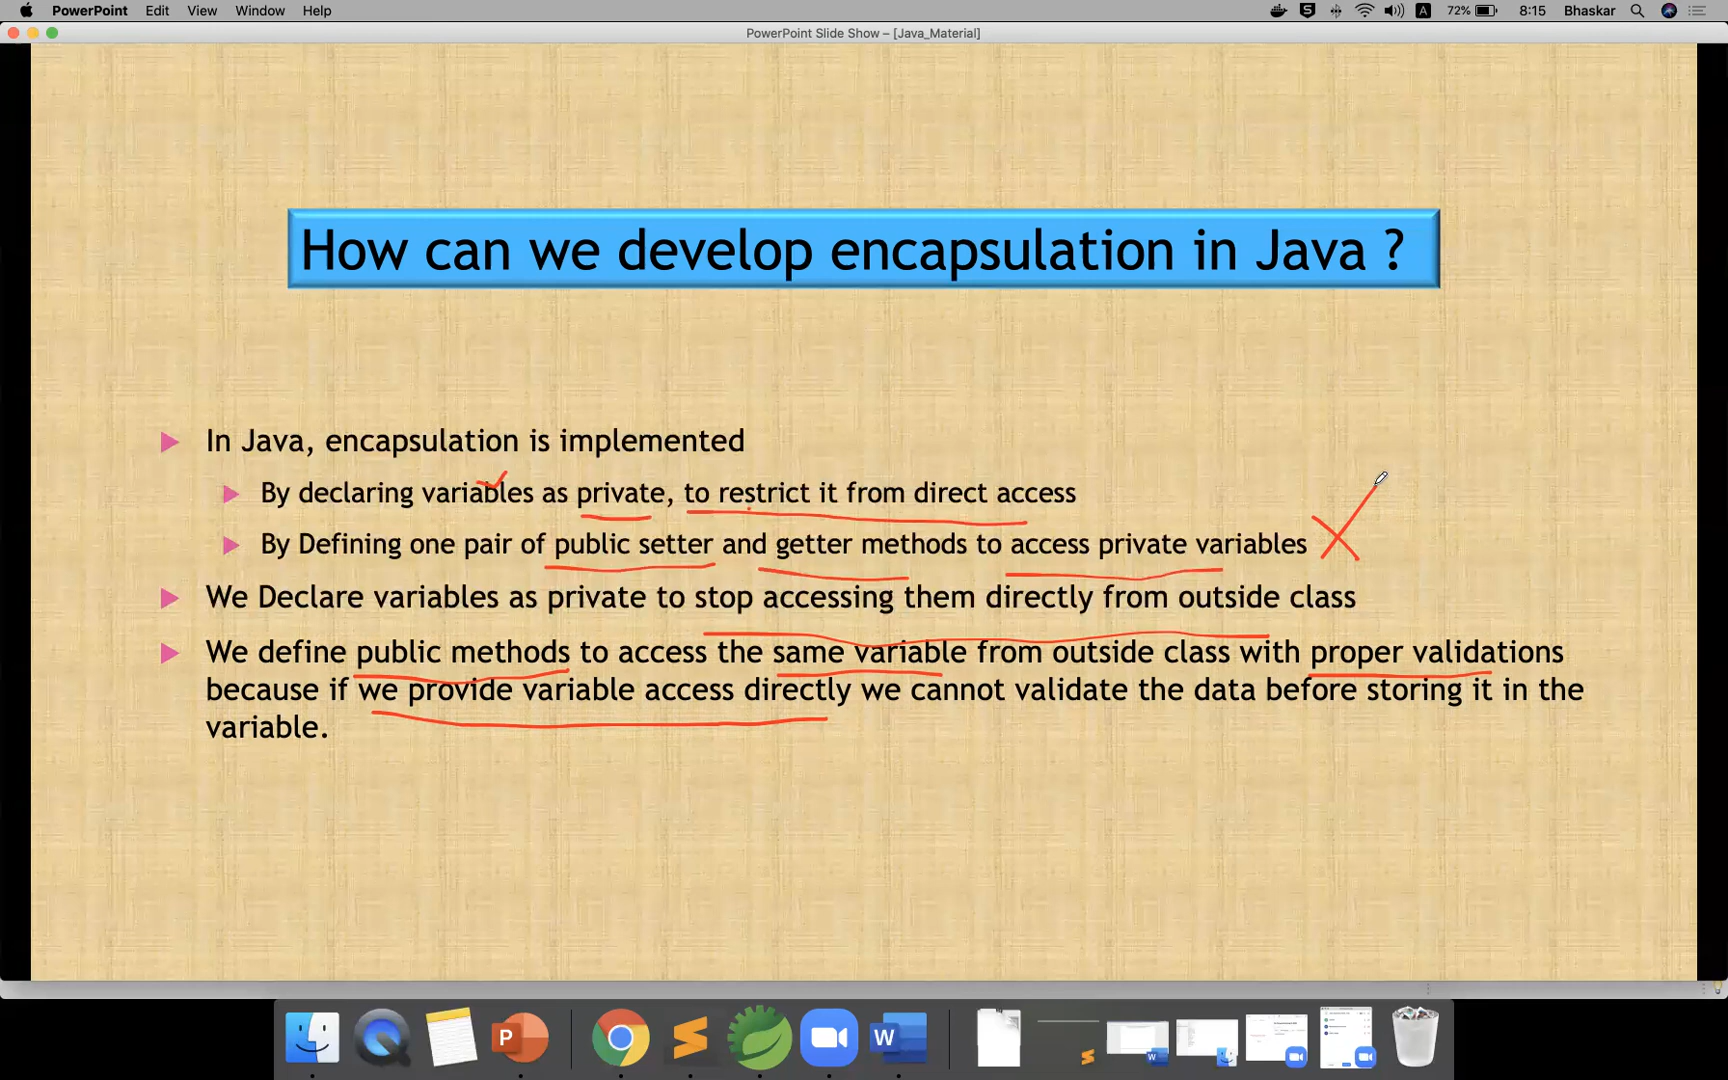 PowerPoint Edit View Window Help 72% 8:15 Bhaskar
PowerPoint Slide Show – [Java_Material]
How can we develop encapsulation in Java ?
In Java, encapsulation is implemented
By declaring variables as private, to restrict it from direct access
By Defining one pair of public setter and getter methods to access private variables
We Declare variables as private to stop accessing them directly from outside class
We define public methods to access the same variable from outside class with proper validations
because if we provide variable access directly we cannot validate the data before storing it in the
variable.